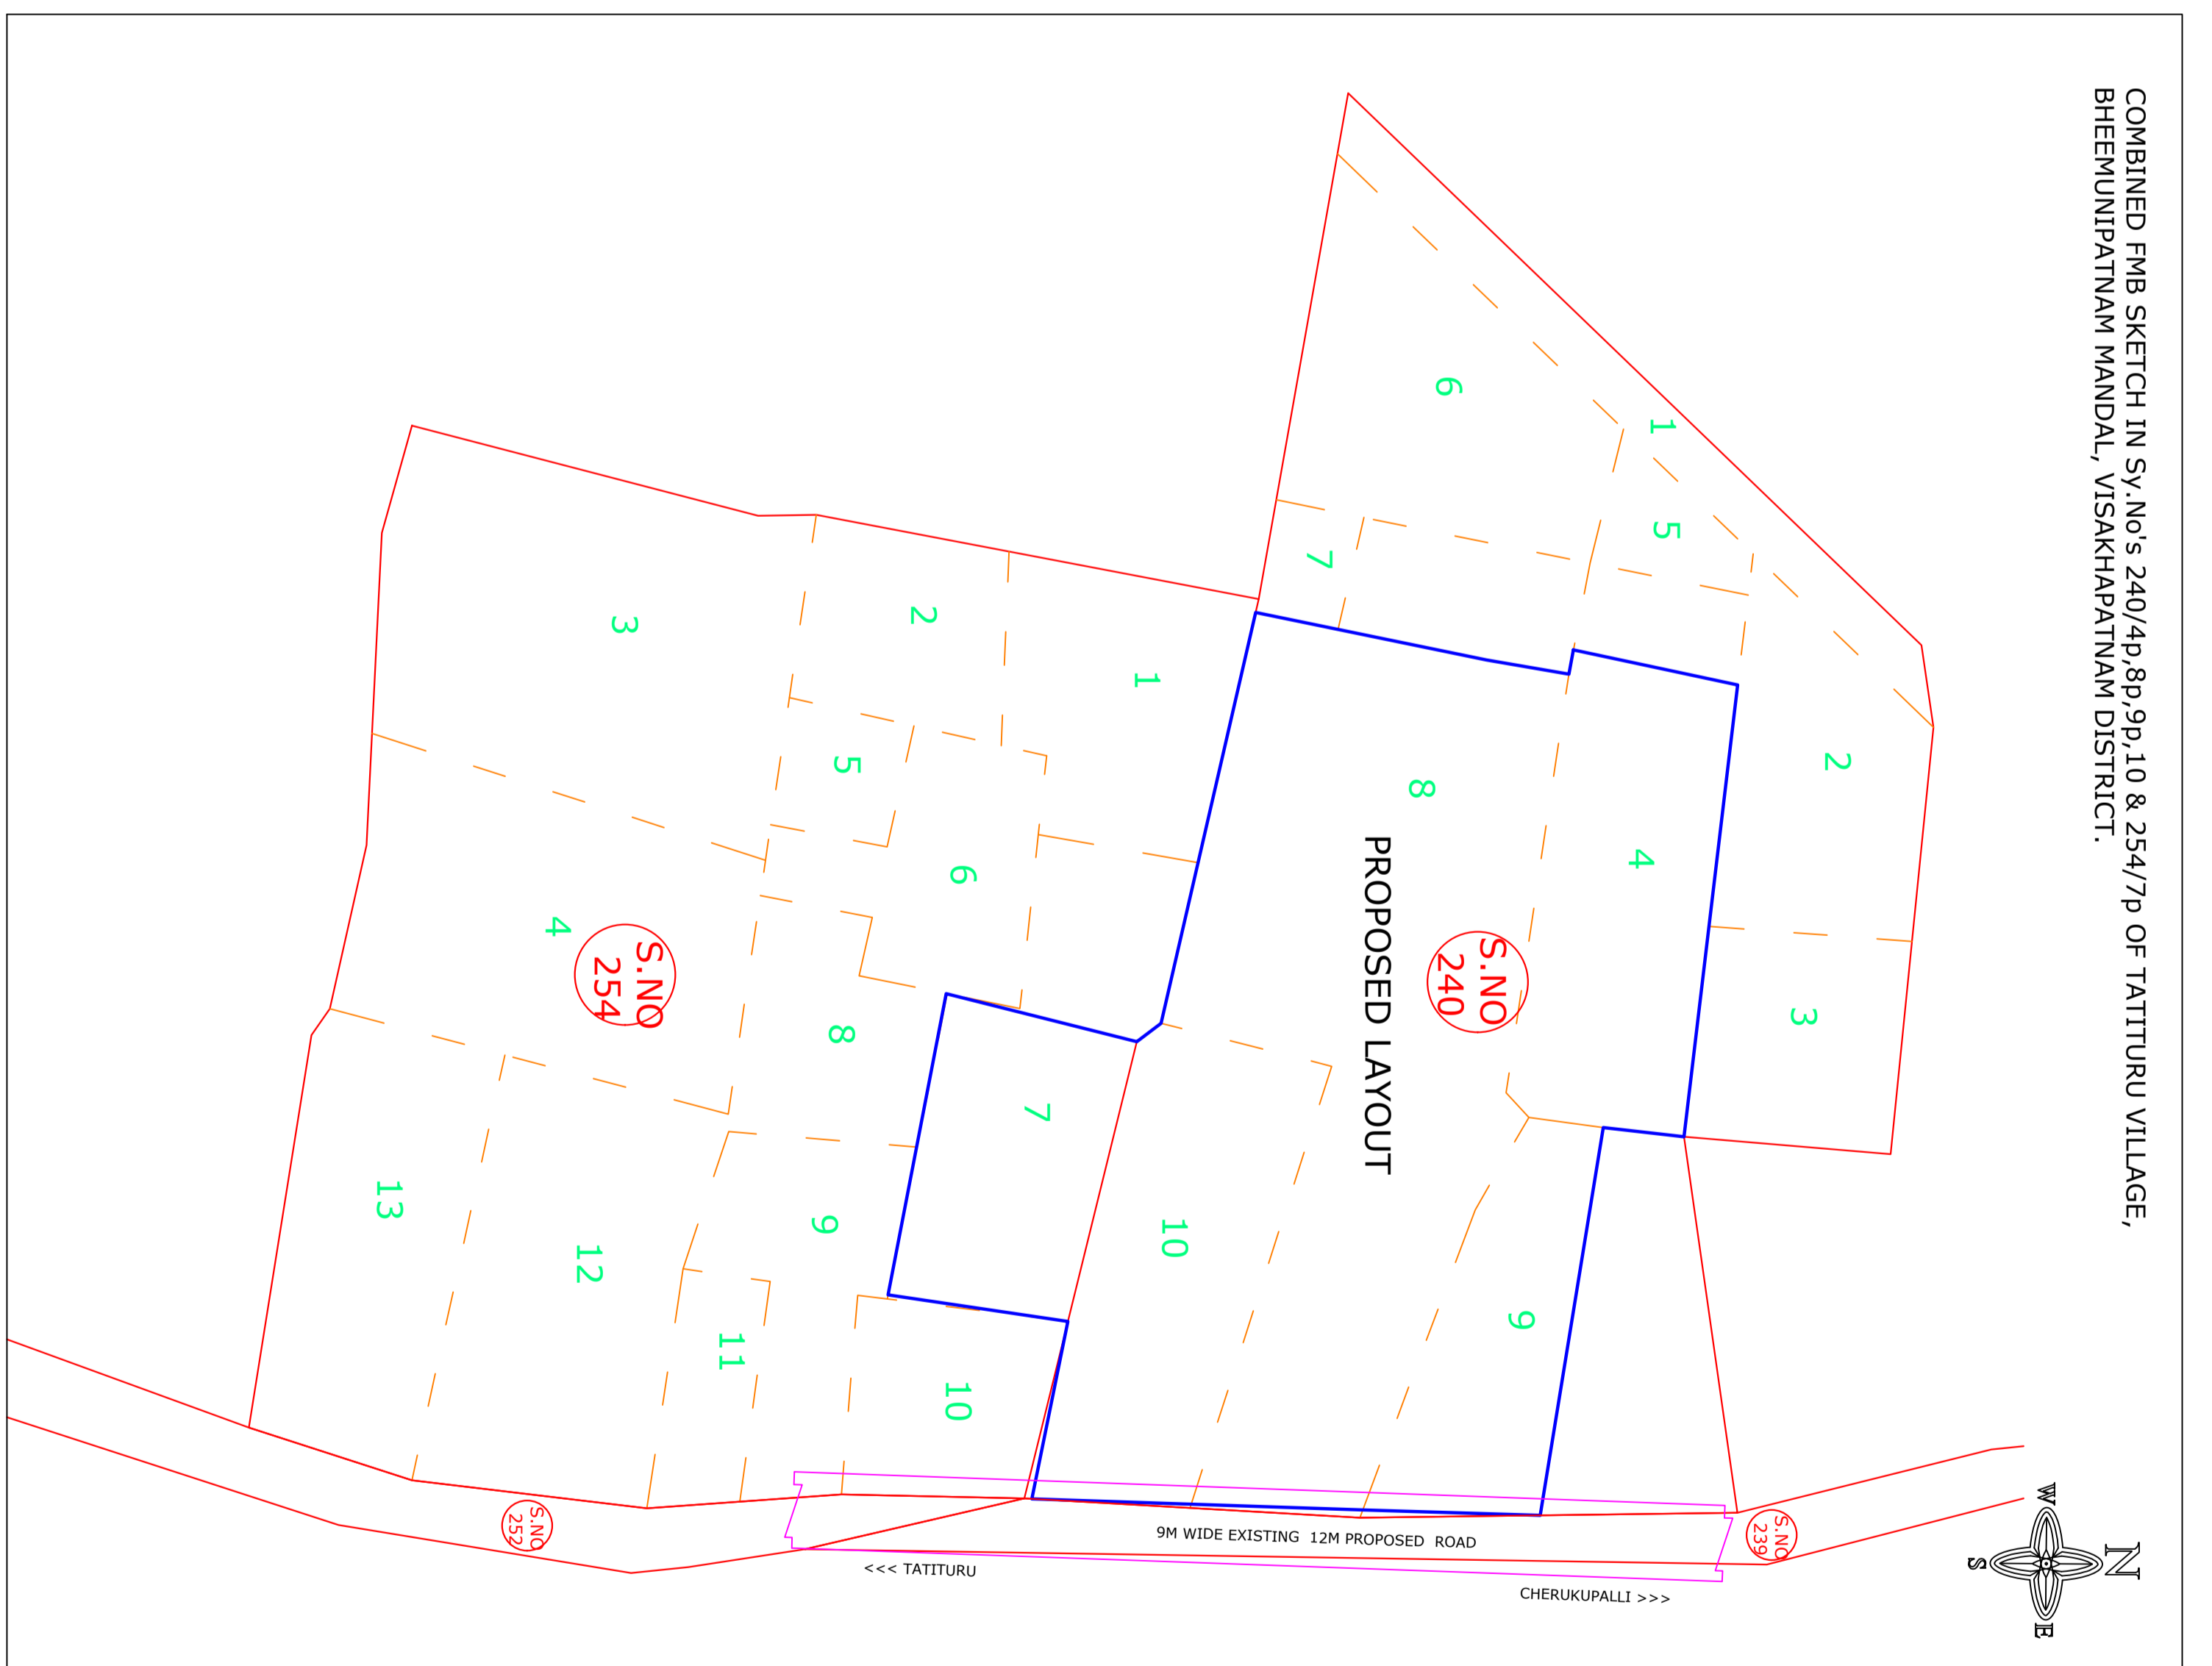 COMBINED FMB SKETCH IN Sy.No's 240/4p,8p,9p,10 & 254/7p OF TATITURU VILLAGE,
BHEEMUNIPATNAM MANDAL, VISAKHAPATNAM DISTRICT.
1
2
3
4
5
6
7
8
9
10
S.NO
240
PROPOSED LAYOUT
1
2
3
4
5
6
7
8
9
10
11
12
13
S.NO
254
S.NO
252
S.NO
239
9M WIDE EXISTING 12M PROPOSED ROAD
<<< TATITURU
CHERUKUPALLI >>>
N
W
E
S